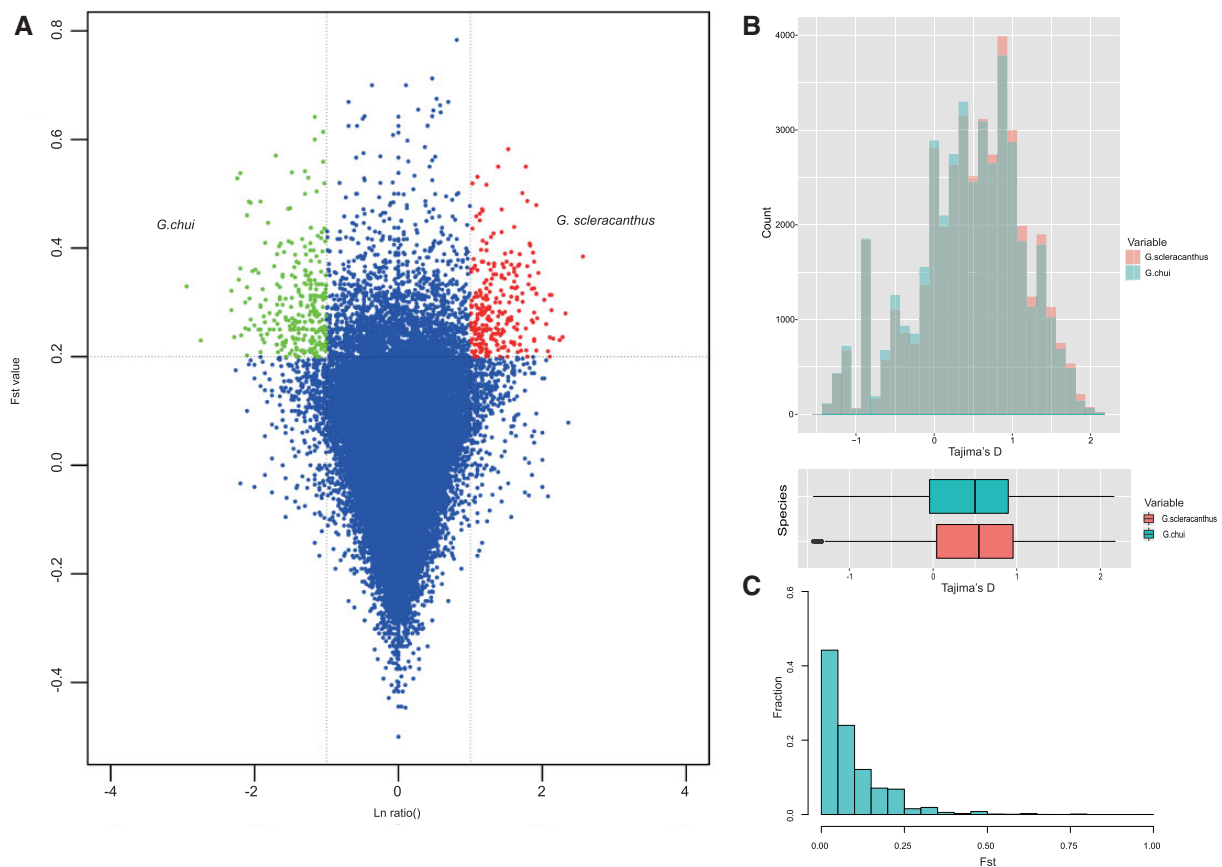 A
0.8
0.6
0.4
0.2
0.0
-0.2
-0.4
Fst value
G.chui
G. scleracanthus
-4
-2
0
2
4
Ln ratio()
B
4000
3000
2000
1000
0
Count
−1
0
1
2
Tajima's D
Variable
G.scleracanthus
G.chui
Species
-1
0
1
2
Tajima's D
Variable
G.scleracanthus
G.chui
C
0.6
0.4
0.2
0.0
Fraction
0.00
0.25
0.50
0.75
1.00
Fst